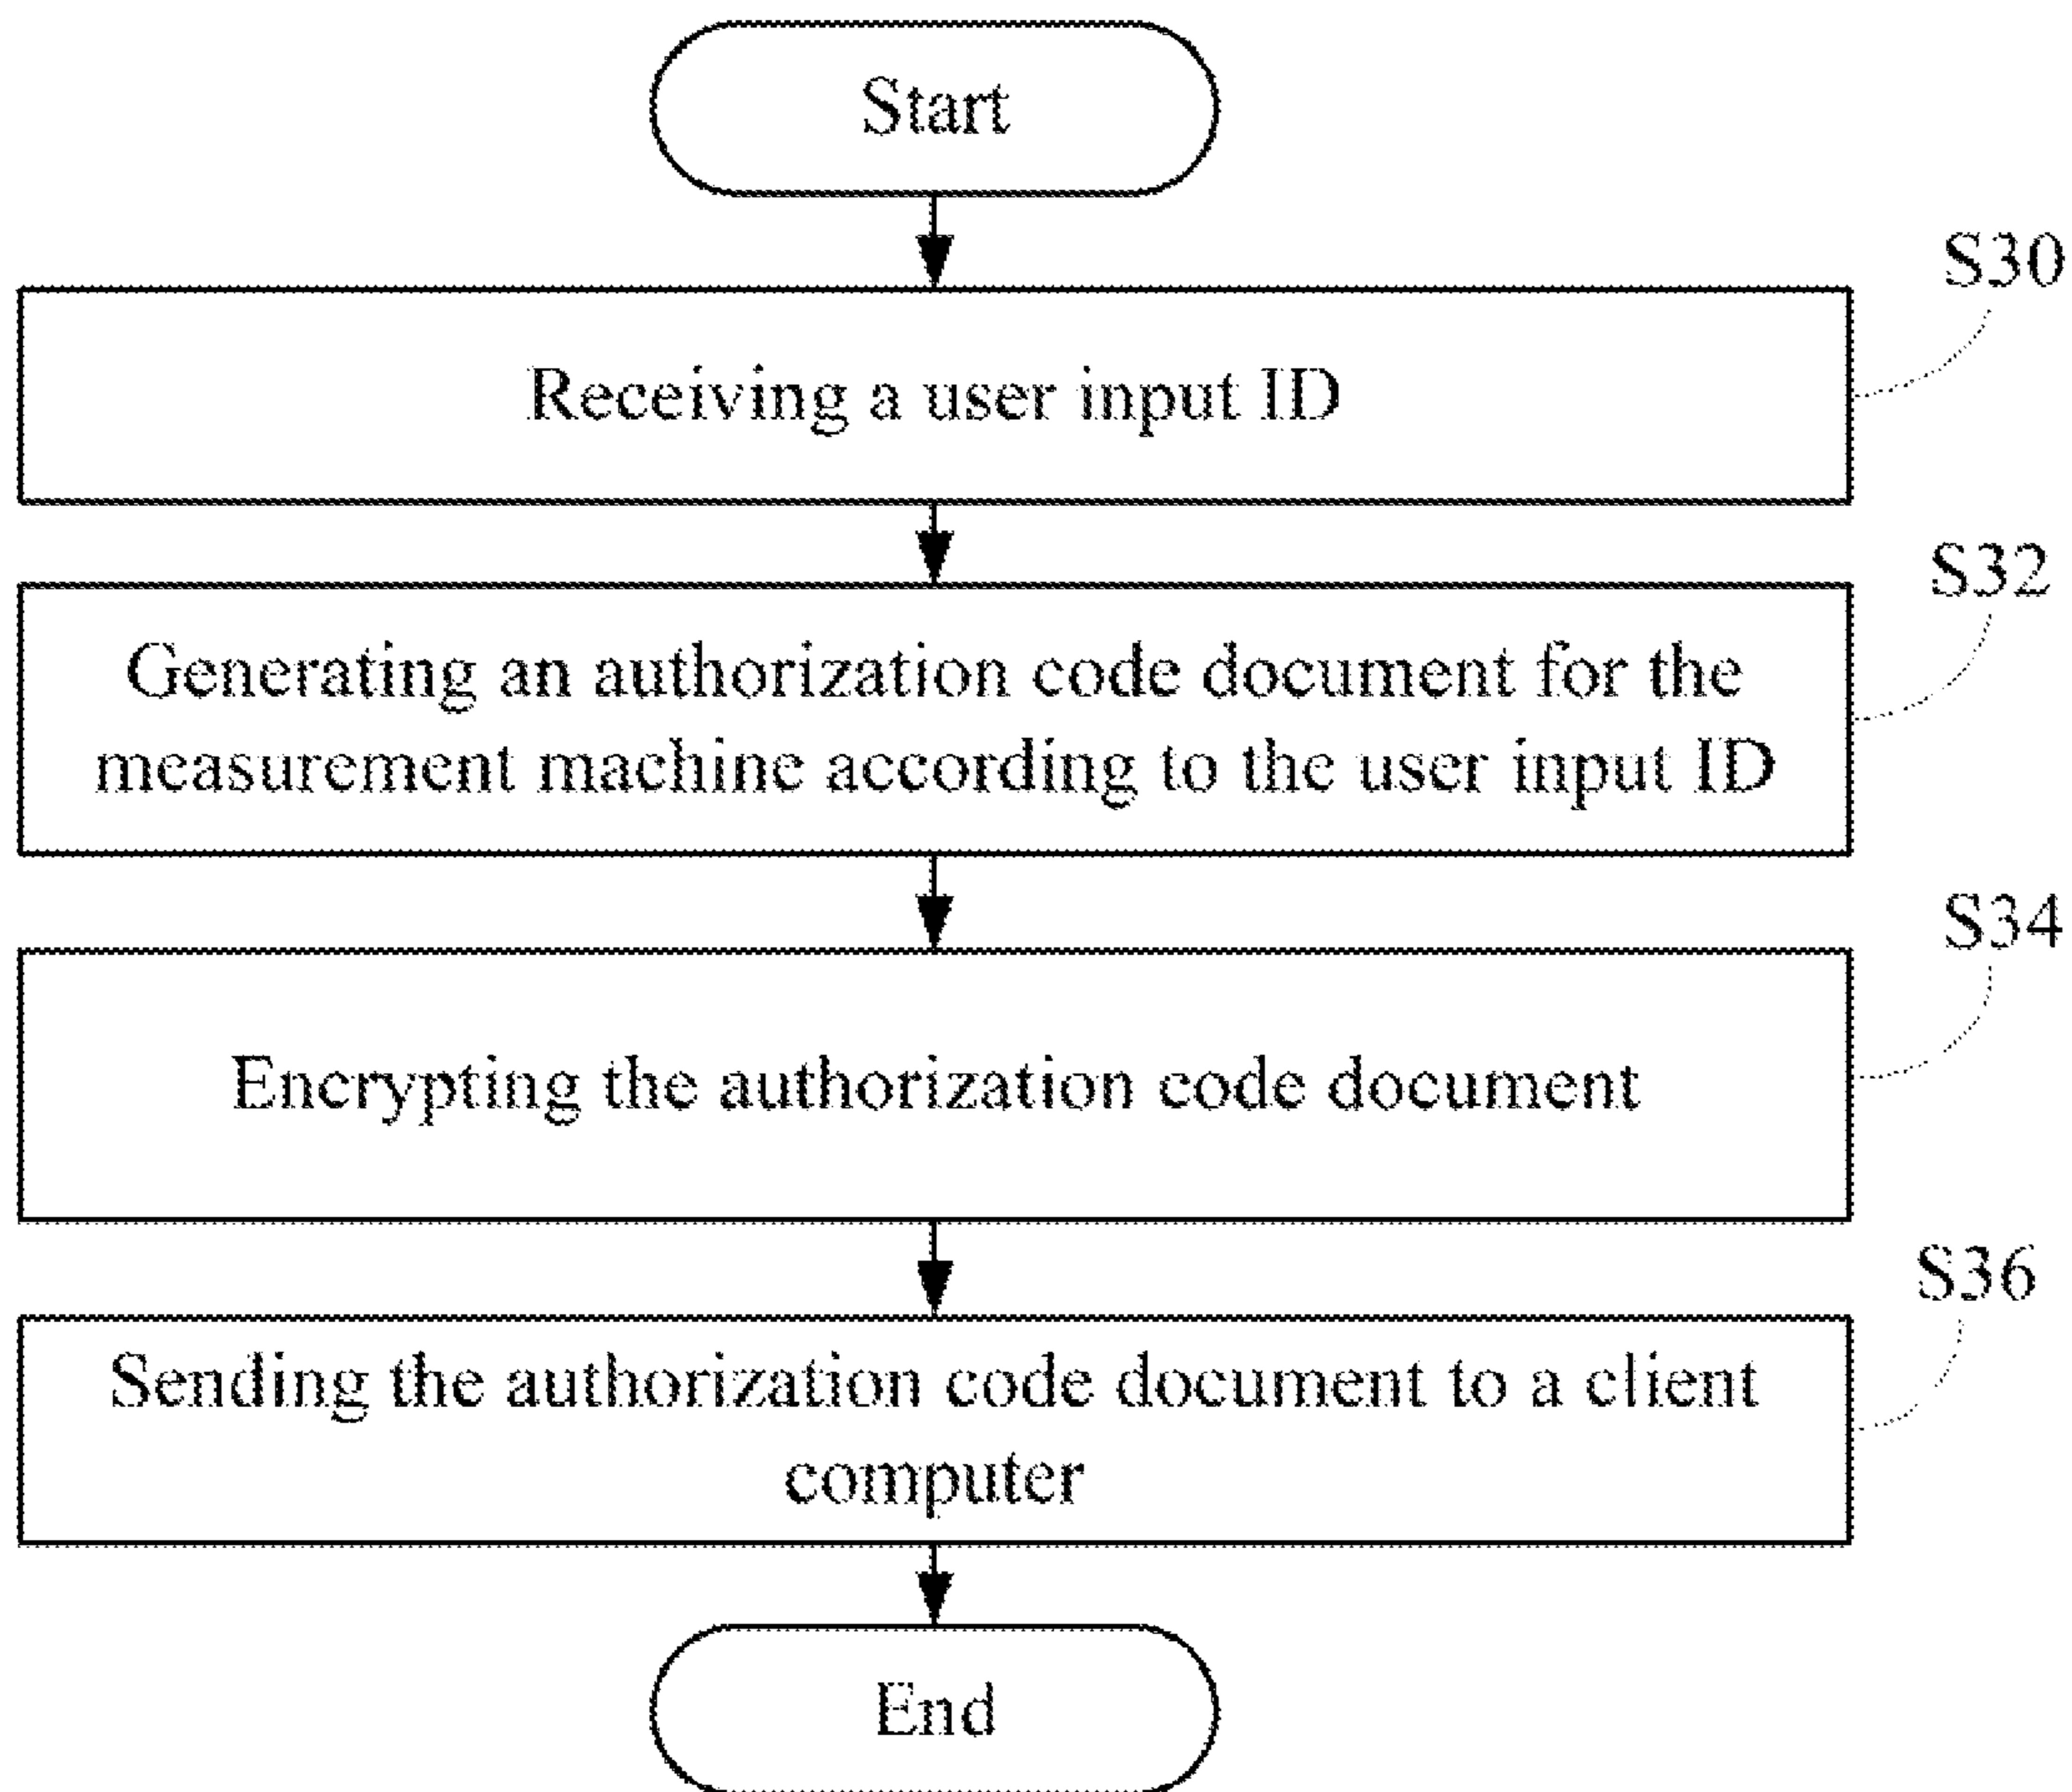 Start
S30
Receiving a user input ID
S32
Generating an authorization code document for the
measurement machine according to the user input ID
S34
Encrypting the authorization code document
S36
Sending the authorization code document to a client
computer
End